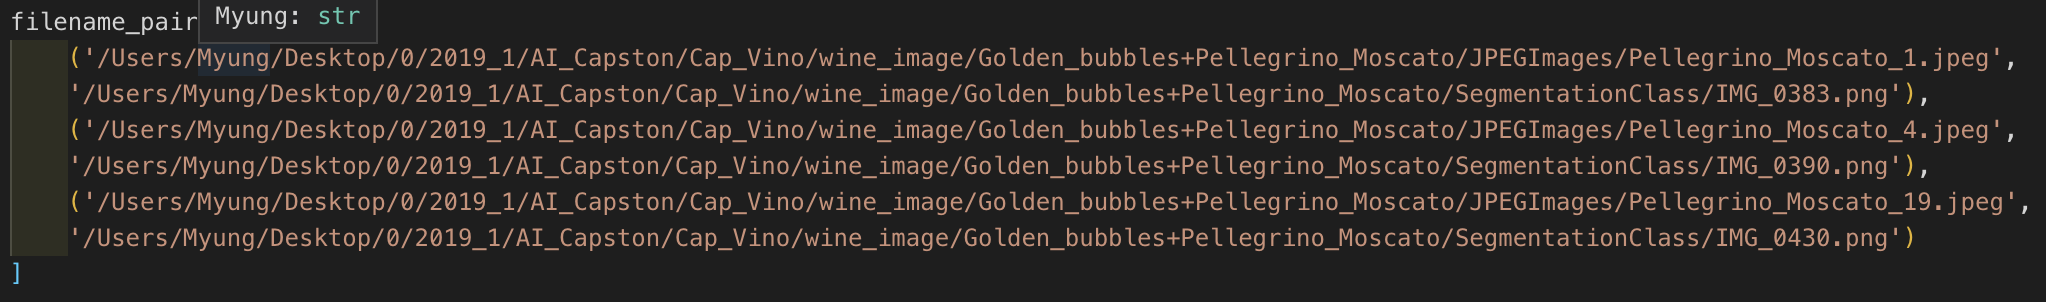 filename_pair
Myung: str
('/Users/Myung/Desktop/0/2019_1/AI_Capston/Cap_Vino/wine_image/Golden_bubbles+Pellegrino_Moscato/JPEGImages/Pellegrino_Moscato_1.jpeg',
'/Users/Myung/Desktop/0/2019_1/AI_Capston/Cap_Vino/wine_image/Golden_bubbles+Pellegrino_Moscato/SegmentationClass/IMG_0383.png'),
('/Users/Myung/Desktop/0/2019_1/AI_Capston/Cap_Vino/wine_image/Golden_bubbles+Pellegrino_Moscato/JPEGImages/Pellegrino_Moscato_4.jpeg',
'/Users/Myung/Desktop/0/2019_1/AI_Capston/Cap_Vino/wine_image/Golden_bubbles+Pellegrino_Moscato/SegmentationClass/IMG_0390.png'),
('/Users/Myung/Desktop/0/2019_1/AI_Capston/Cap_Vino/wine_image/Golden_bubbles+Pellegrino_Moscato/JPEGImages/Pellegrino_Moscato_19.jpeg',
'/Users/Myung/Desktop/0/2019_1/AI_Capston/Cap_Vino/wine_image/Golden_bubbles+Pellegrino_Moscato/SegmentationClass/IMG_0430.png')
]